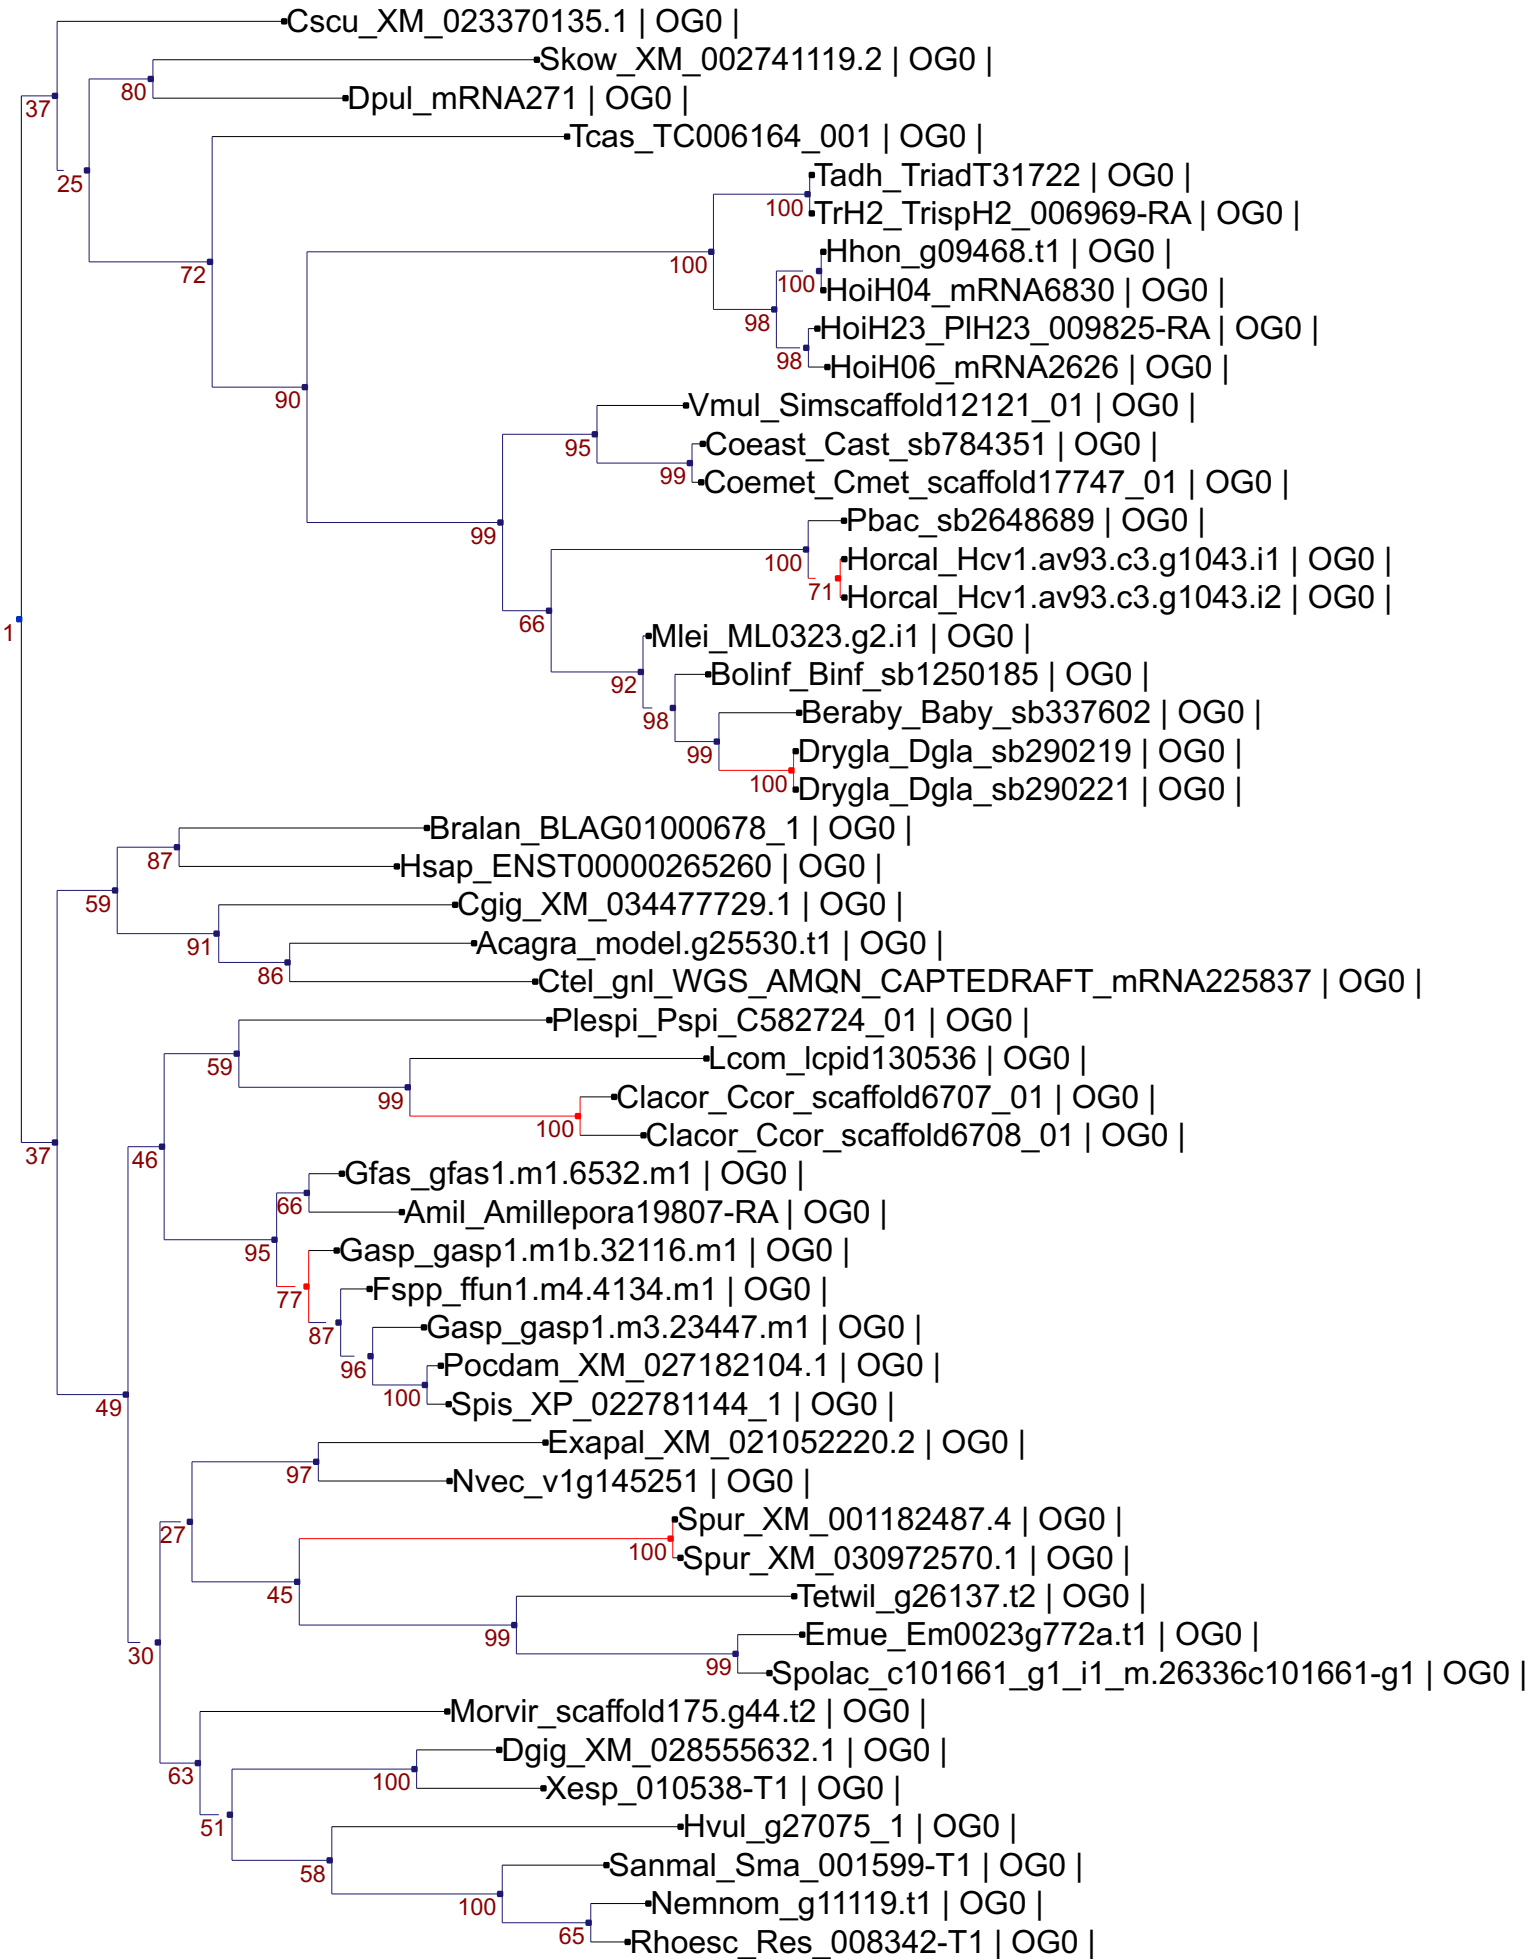 Cscu_XM_023370135.1 | OG0 |
Skow_XM_002741119.2 | OG0 |
80
37
Dpul_mRNA271 | OG0 |
Tcas_TC006164_001 | OG0 |
Tadh_TriadT31722 | OG0 |
25
100
TrH2_TrispH2_006969-RA | OG0 |
Hhon_g09468.t1 | OG0 |
72
100
100
HoiH04_mRNA6830 | OG0 |
98
HoiH23_PlH23_009825-RA | OG0 |
98
HoiH06_mRNA2626 | OG0 |
90
Vmul_Simscaffold12121_01 | OG0 |
95
Coeast_Cast_sb784351 | OG0 |
99
Coemet_Cmet_scaffold17747_01 | OG0 |
Pbac_sb2648689 | OG0 |
99
100
Horcal_Hcv1.av93.c3.g1043.i1 | OG0 |
71
Horcal_Hcv1.av93.c3.g1043.i2 | OG0 |
66
1
Mlei_ML0323.g2.i1 | OG0 |
92
Bolinf_Binf_sb1250185 | OG0 |
98
Beraby_Baby_sb337602 | OG0 |
99
Drygla_Dgla_sb290219 | OG0 |
100
Drygla_Dgla_sb290221 | OG0 |
Bralan_BLAG01000678_1 | OG0 |
87
Hsap_ENST00000265260 | OG0 |
59
Cgig_XM_034477729.1 | OG0 |
91
Acagra_model.g25530.t1 | OG0 |
86
Ctel_gnl_WGS_AMQN_CAPTEDRAFT_mRNA225837 | OG0 |
Plespi_Pspi_C582724_01 | OG0 |
59
Lcom_lcpid130536 | OG0 |
99
Clacor_Ccor_scaffold6707_01 | OG0 |
100
Clacor_Ccor_scaffold6708_01 | OG0 |
37
46
Gfas_gfas1.m1.6532.m1 | OG0 |
66
Amil_Amillepora19807-RA | OG0 |
95
Gasp_gasp1.m1b.32116.m1 | OG0 |
77
Fspp_ffun1.m4.4134.m1 | OG0 |
87
Gasp_gasp1.m3.23447.m1 | OG0 |
96
Pocdam_XM_027182104.1 | OG0 |
100
Spis_XP_022781144_1 | OG0 |
49
Exapal_XM_021052220.2 | OG0 |
97
Nvec_v1g145251 | OG0 |
Spur_XM_001182487.4 | OG0 |
27
100
Spur_XM_030972570.1 | OG0 |
45
Tetwil_g26137.t2 | OG0 |
99
Emue_Em0023g772a.t1 | OG0 |
30
99
Spolac_c101661_g1_i1_m.26336c101661-g1 | OG0 |
Morvir_scaffold175.g44.t2 | OG0 |
Dgig_XM_028555632.1 | OG0 |
63
100
Xesp_010538-T1 | OG0 |
51
Hvul_g27075_1 | OG0 |
58
Sanmal_Sma_001599-T1 | OG0 |
100
Nemnom_g11119.t1 | OG0 |
65
Rhoesc_Res_008342-T1 | OG0 |